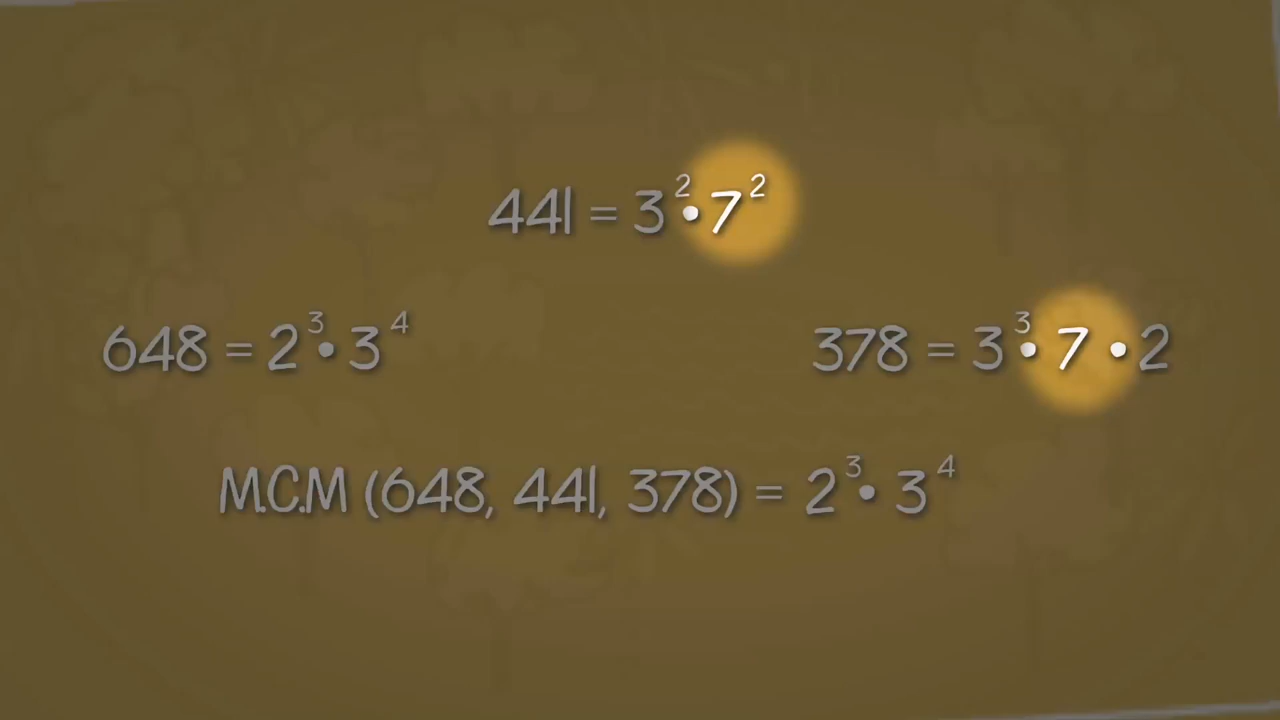 441 = 3² • 7²
648 = 2³ • 3⁴
378 = 3³ • 7 • 2
M.C.M (648, 441, 378) = 2³ • 3⁴